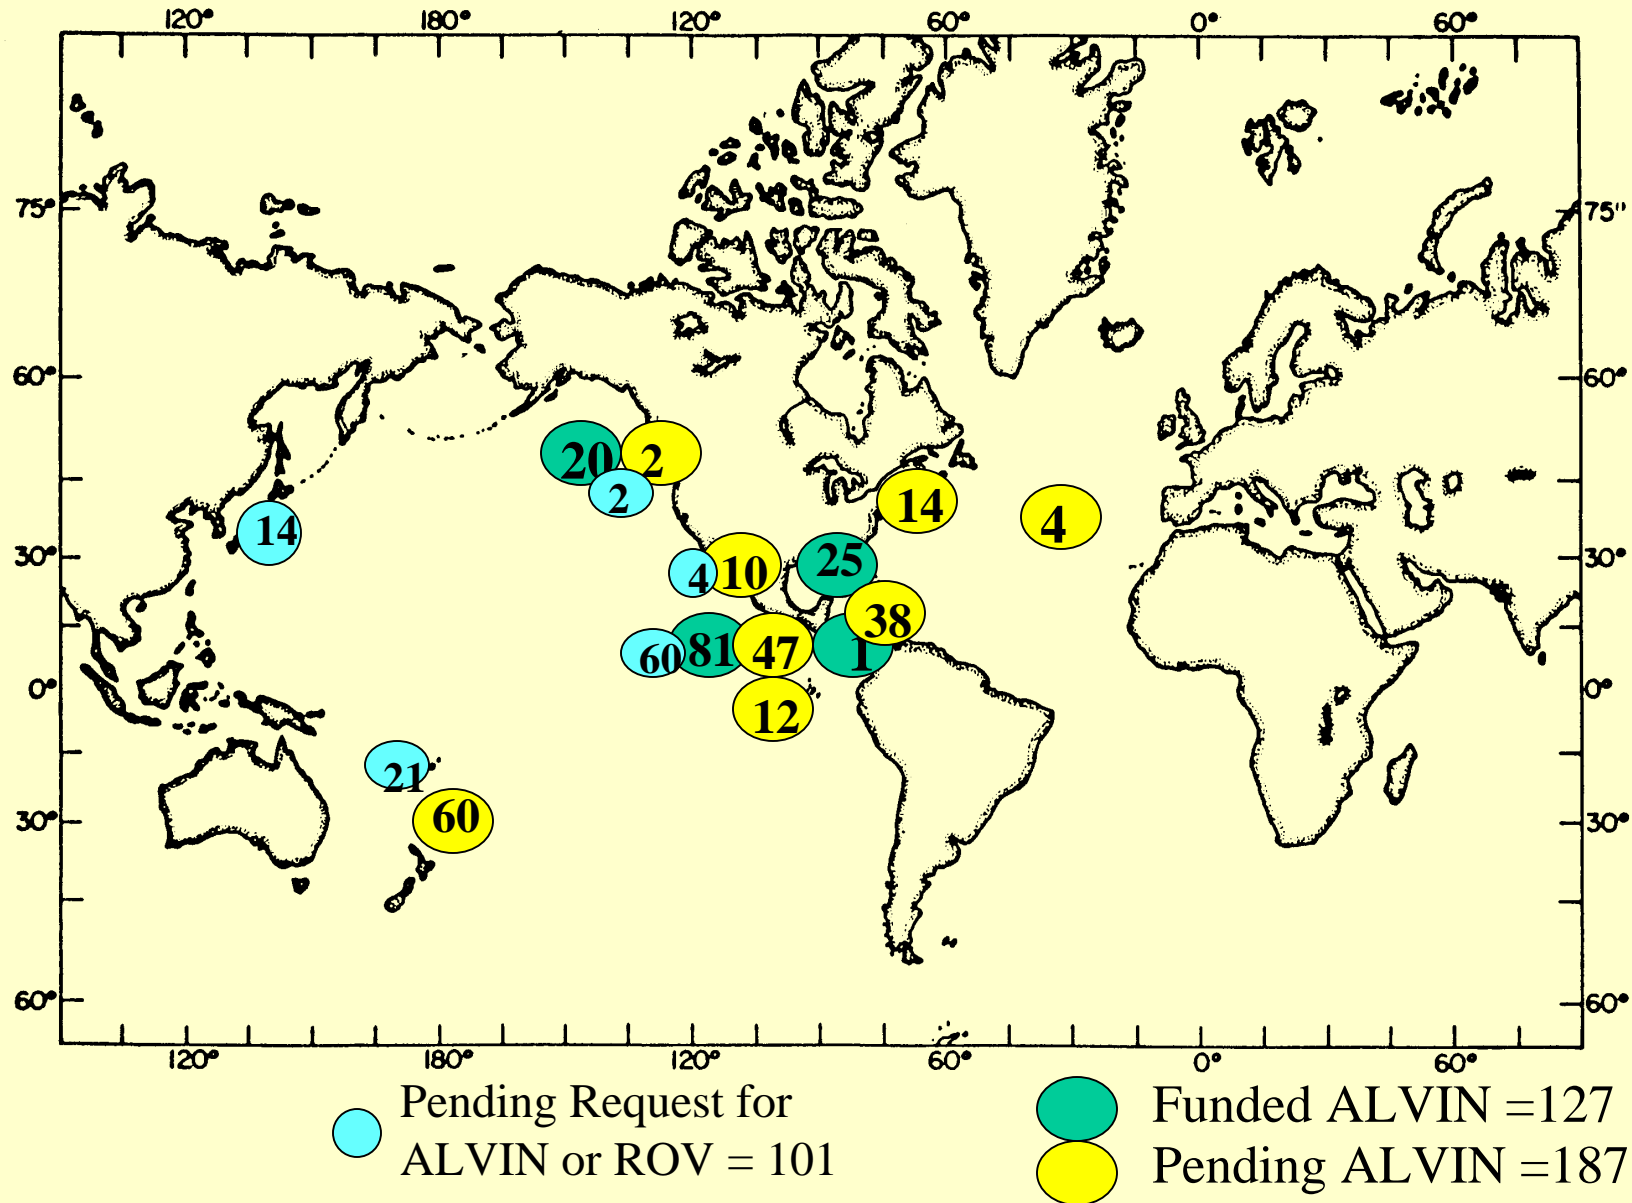 120° 180° 120° 60° 0° 60°
75° 75"
60° 60°
20 2
2
14 4
14
30° 30°
25
4 10
38
60 81 47 1
0° 0°
12
21
60
30° 30°
60° 60°
120° 180° 120° 60° 0° 60°
Pending Request for
ALVIN or ROV = 101
Funded ALVIN =127
Pending ALVIN =187